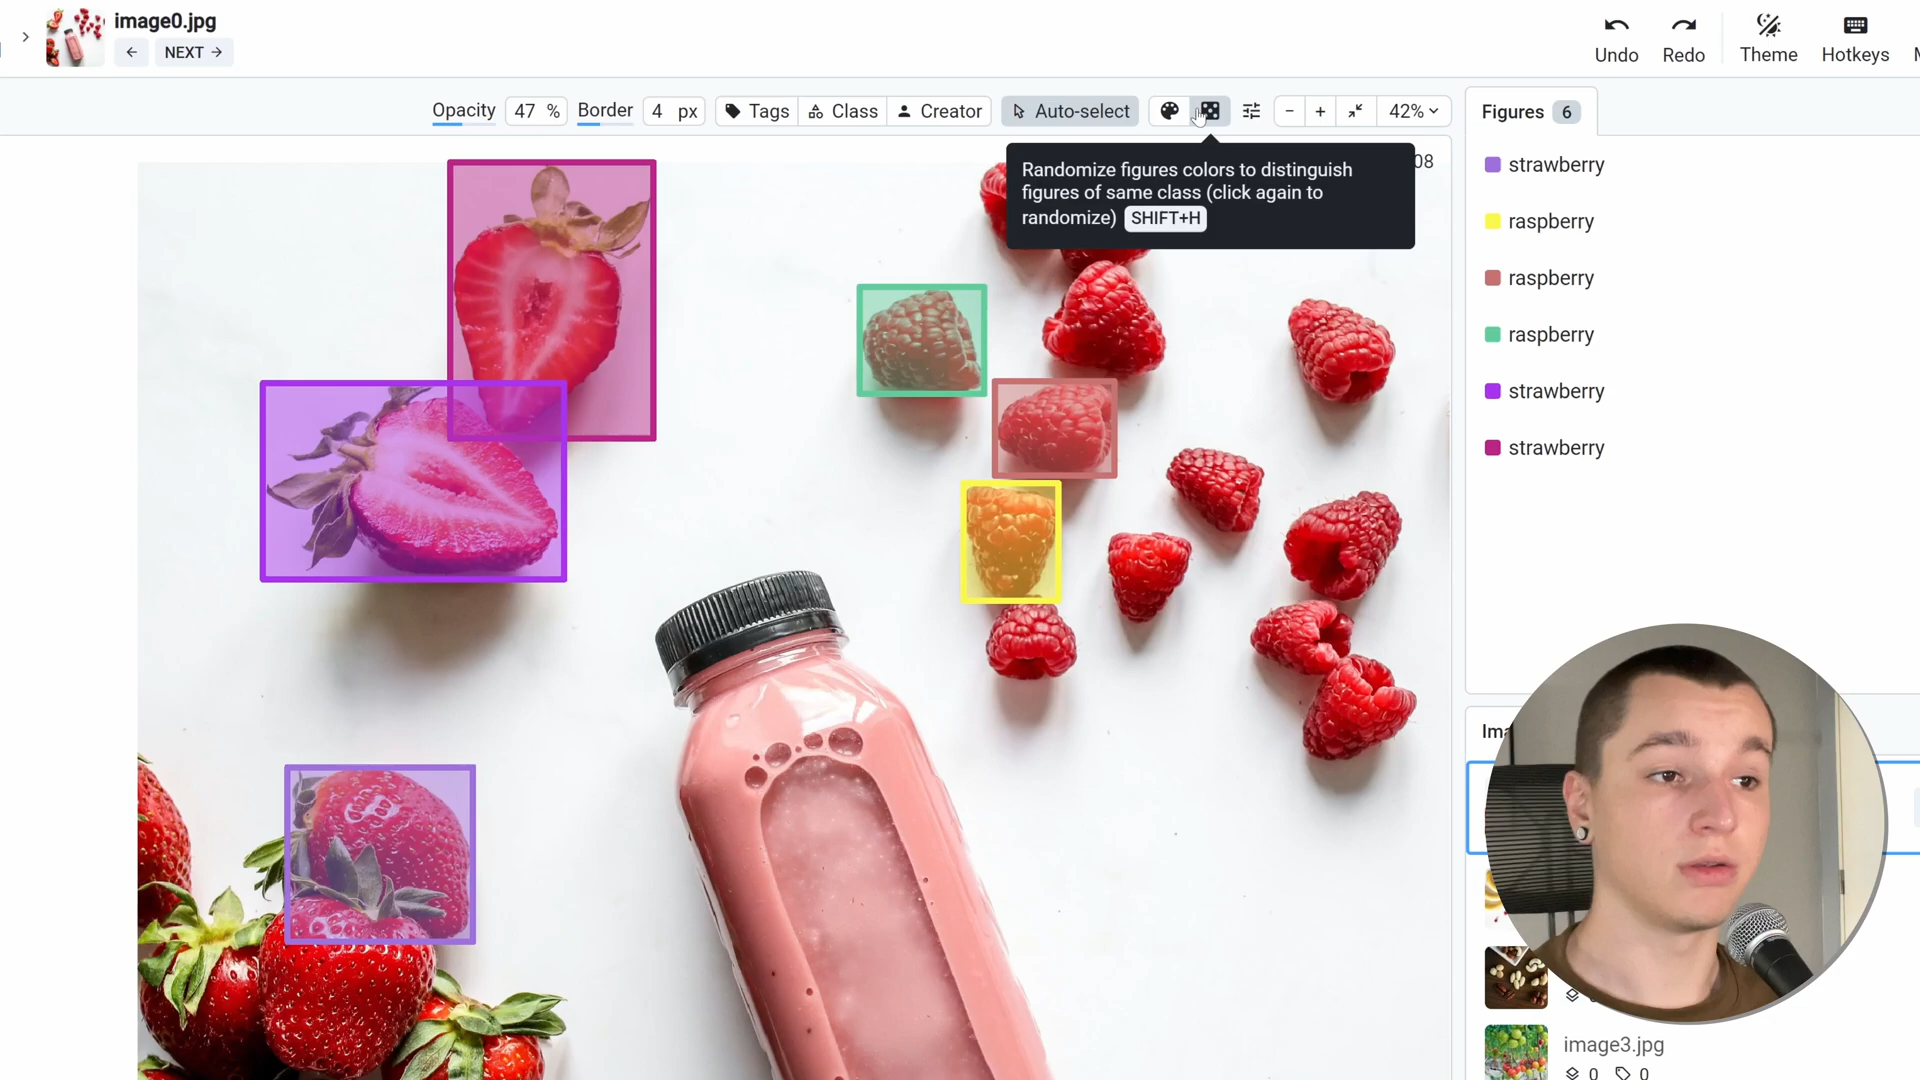 image0.jpg
NEXT
Undo
Redo
Theme
Hotkeys
Opacity 47 % Border 4 px Tags Class Creator Auto-select 42%
Figures 6
08
Randomize figures colors to distinguish
figures of same class (click again to
randomize) SHIFT+H
strawberry
raspberry
raspberry
raspberry
strawberry
strawberry
image3.jpg
0 0